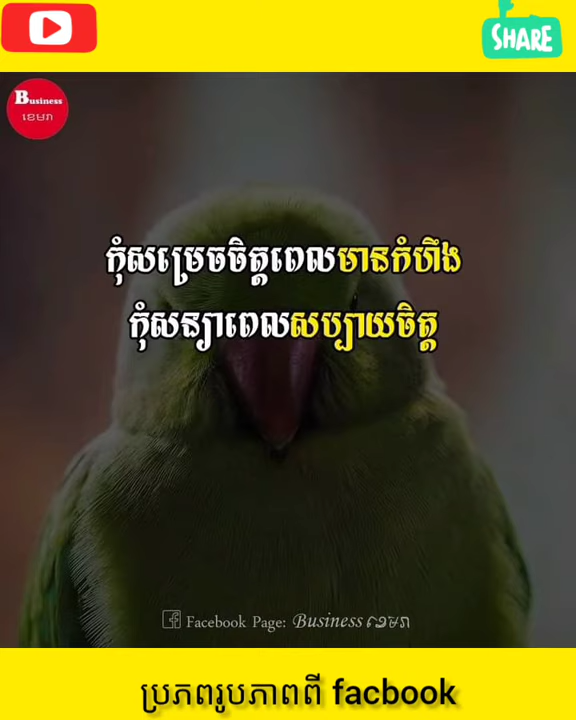 SHARE
Business
ខេមរា
កុំសម្រេចចិត្តពេលមានកំហឹង
កុំសន្យាពេលសប្បាយចិត្ត
Facebook Page: Business ខេមរា
ប្រភពរូបភាពពី facbook